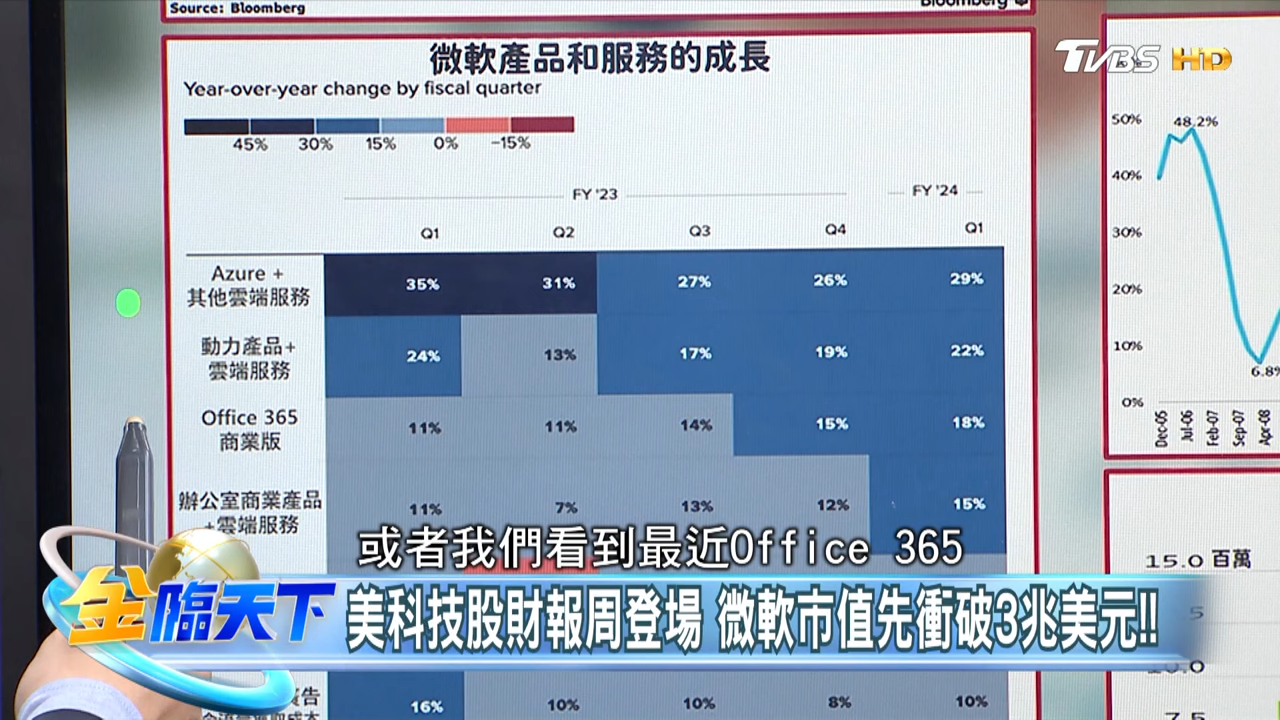 Source: Bloomberg
Bloomberg
微軟產品和服務的成長
Year-over-year change by fiscal quarter
45% 30% 15% 0% -15%
FY '23 FY '24
Q1 Q2 Q3 Q4 Q1
Azure +
其他雲端服務
35% 31% 27% 26% 29%
動力產品+
雲端服務
24% 13% 17% 19% 22%
Office 365
商業版
11% 11% 14% 15% 18%
辦公室商業產品
+雲端服務
11% 7% 13% 12% 15%
16% 10% 10% 8% 10%
TVBS HD
50%
48.2%
40%
30%
20%
10%
6.8%
0%
Dec-05 Jul-06 Feb-07 Sep-07 Apr-08
15.0 百萬
7.5
或者我們看到最近Office 365
金臨天下
美科技股財報周登場 微軟市值先衝破3兆美元!!